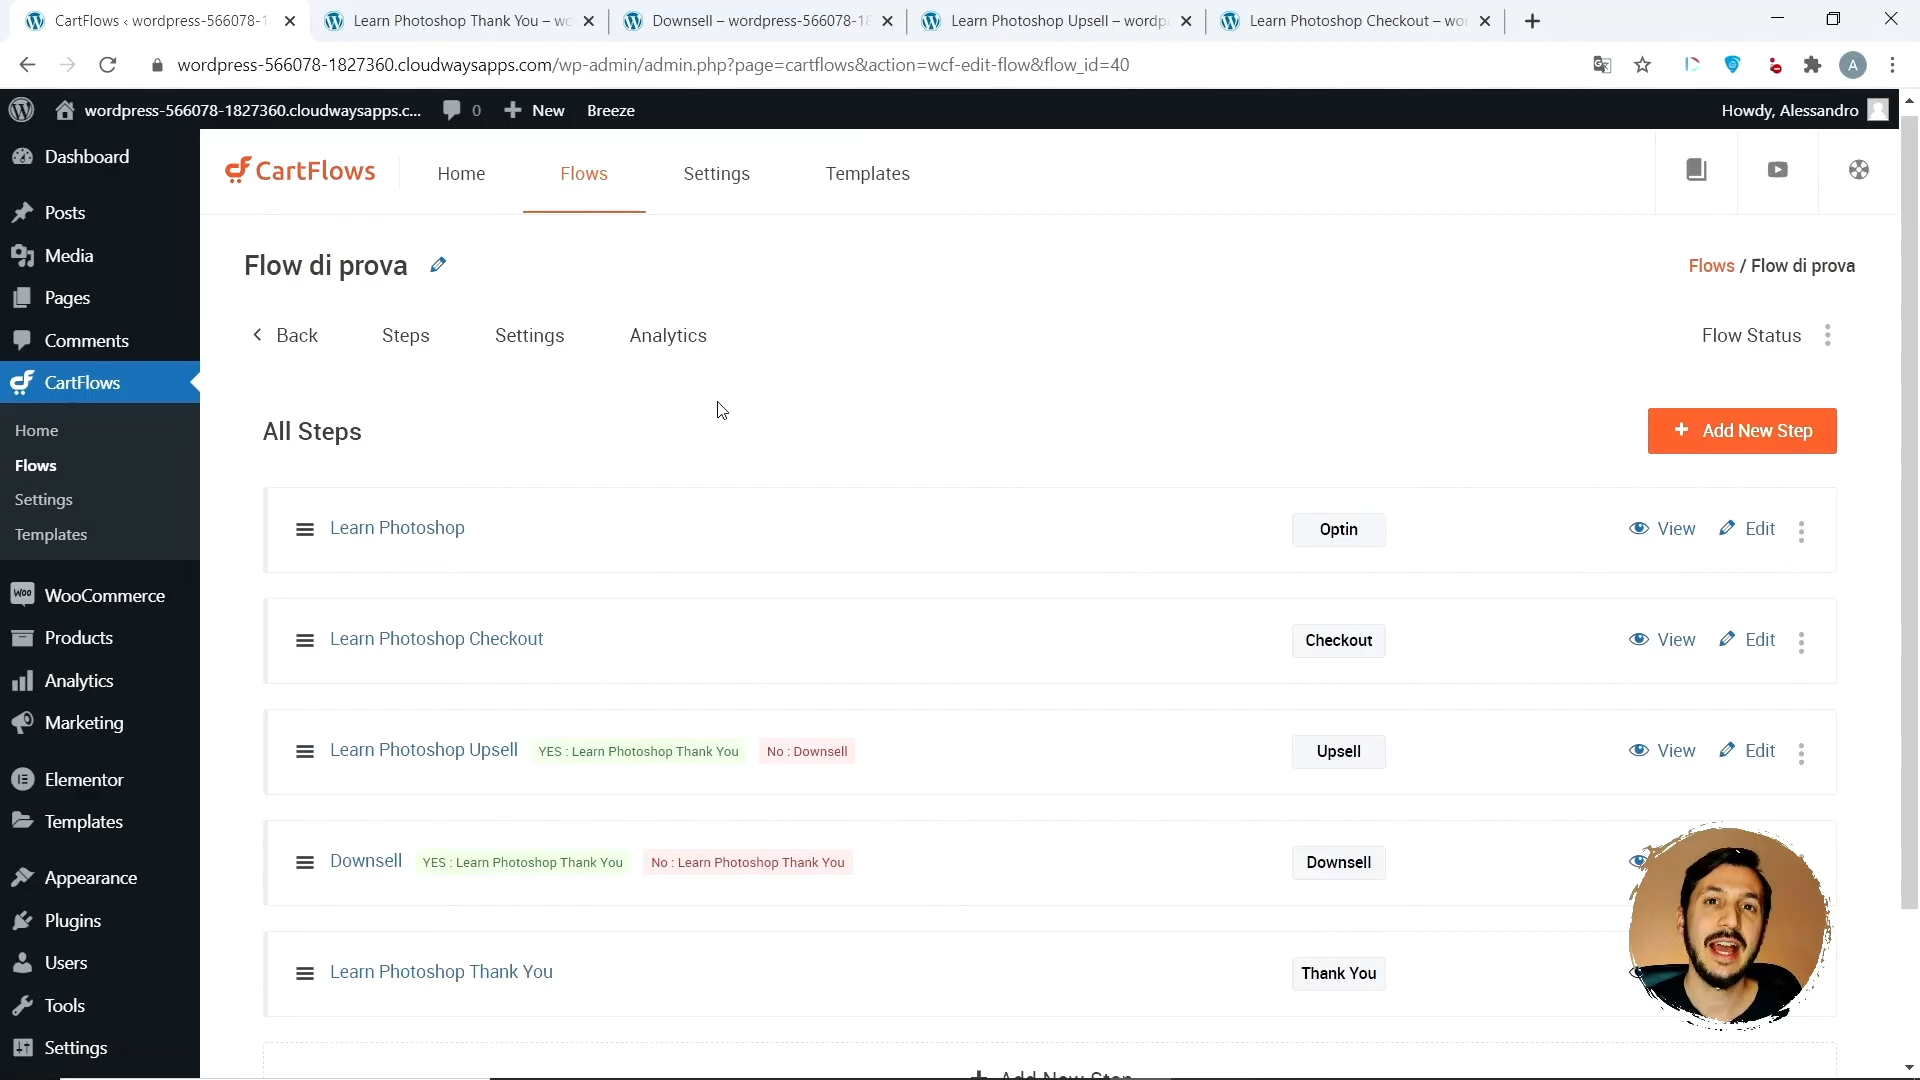 CartFlows ‹ wordpress-566078-1
Learn Photoshop Thank You – wo
Downsell – wordpress-566078-18
Learn Photoshop Upsell – wordp
Learn Photoshop Checkout – wor
wordpress-566078-1827360.cloudwaysapps.com/wp-admin/admin.php?page=cartflows&action=wcf-edit-flow&flow_id=40
A
wordpress-566078-1827360.cloudwaysapps.c...
0
New
Breeze
Howdy, Alessandro
Dashboard
Posts
Media
Pages
Comments
CartFlows
Home
Flows
Settings
Templates
WooCommerce
Products
Analytics
Marketing
Elementor
Templates
Appearance
Plugins
Users
Tools
Settings
CartFlows
Home
Flows
Settings
Templates
Flow di prova
Flows / Flow di prova
Back
Steps
Settings
Analytics
Flow Status
All Steps
+ Add New Step
Learn Photoshop
Optin
View
Edit
Learn Photoshop Checkout
Checkout
View
Edit
Learn Photoshop Upsell
YES : Learn Photoshop Thank You
No : Downsell
Upsell
View
Edit
Downsell
YES : Learn Photoshop Thank You
No : Learn Photoshop Thank You
Downsell
Learn Photoshop Thank You
Thank You
+ Add New Step